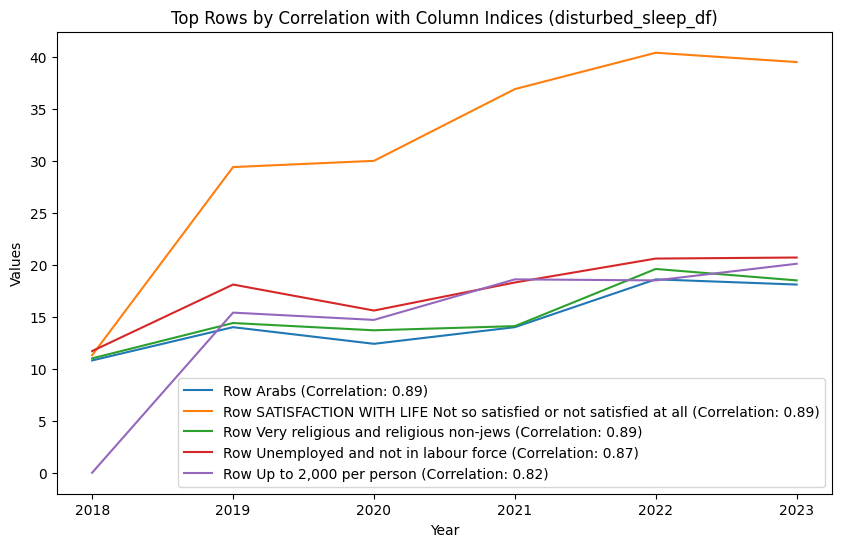 Top Rows by Correlation with Column Indices (disturbed_sleep_df)
Values
40
35
30
25
20
15
10
5
0
Row Arabs (Correlation: 0.89)
Row SATISFACTION WITH LIFE Not so satisfied or not satisfied at all (Correlation: 0.89)
Row Very religious and religious non-jews (Correlation: 0.89)
Row Unemployed and not in labour force (Correlation: 0.87)
Row Up to 2,000 per person (Correlation: 0.82)
2018 2019 2020 2021 2022 2023
Year